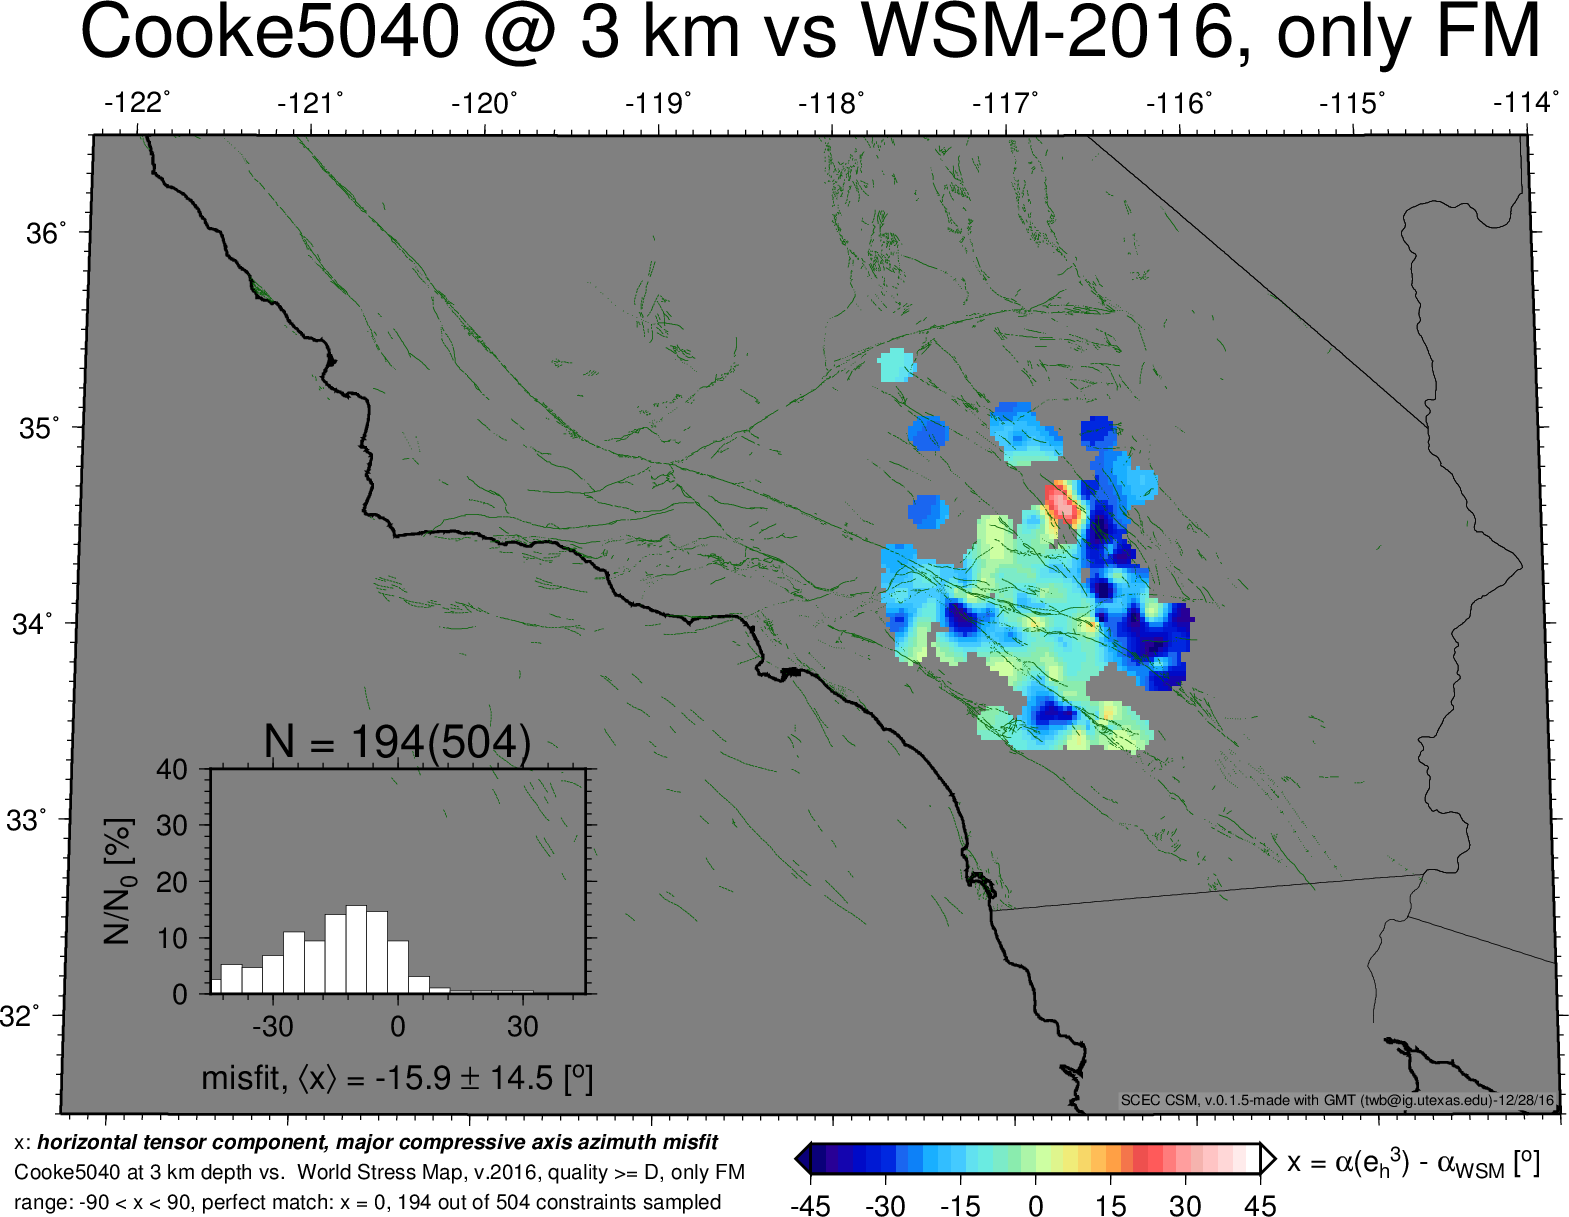 Cooke5040 @ 3 km vs WSM-2016, only FM
-122° -121° -120° -119° -118° -117° -116° -115° -114°
36°
35°
34°
33°
32°
N = 194(504)
40
30
20
10
0
N/N0 [%]
-30 0 30
misfit, ⟨x⟩ = -15.9 ± 14.5 [º]
SCEC CSM, v.0.1.5-made with GMT (twb@ig.utexas.edu)-12/28/16
x: horizontal tensor component, major compressive axis azimuth misfit
Cooke5040 at 3 km depth vs. World Stress Map, v.2016, quality >= D, only FM
range: -90 < x < 90, perfect match: x = 0, 194 out of 504 constraints sampled
x = α(eh3) - αWSM [º]
-45 -30 -15 0 15 30 45